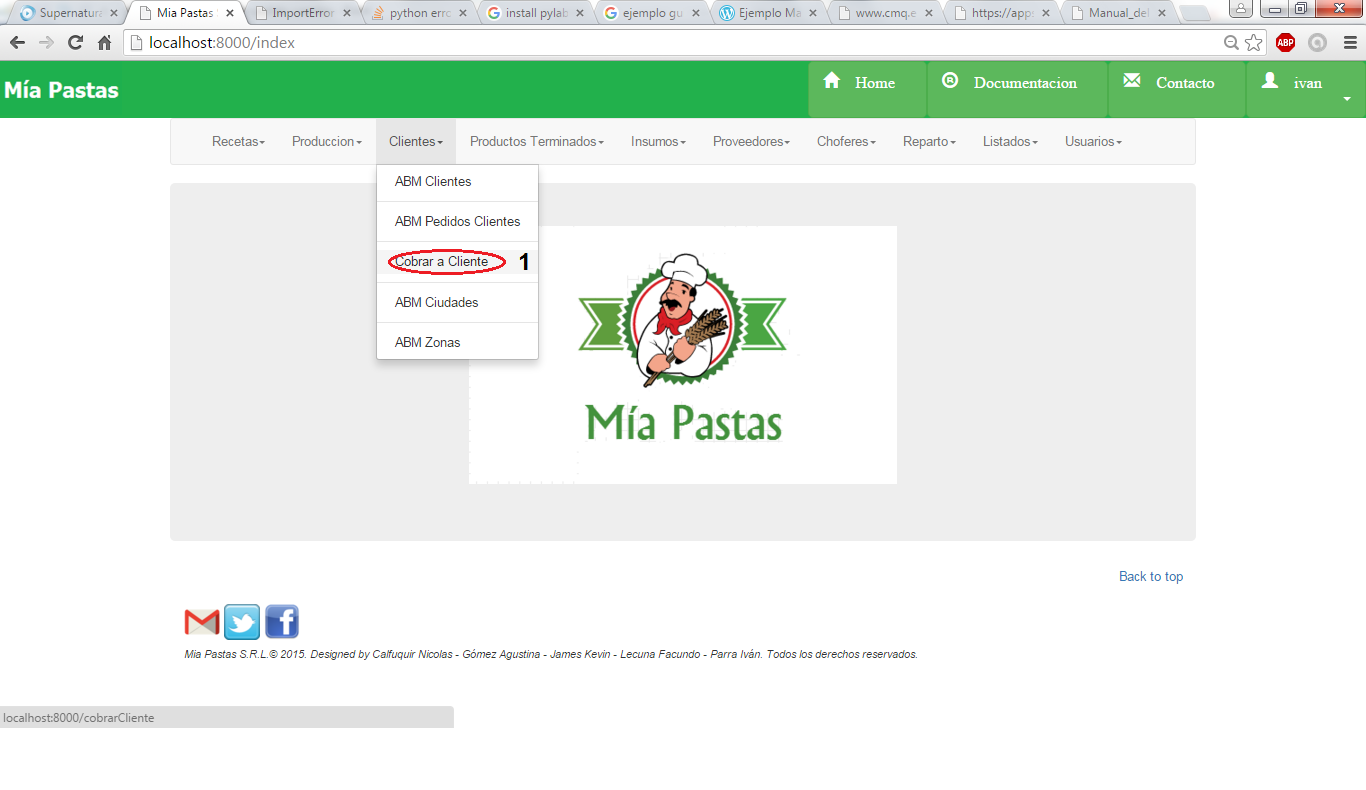 Supernatura
Mia Pastas
ImportError
python erro
install pylab
ejemplo gu
Ejemplo Ma
www.cmq.e
https://apps
Manual_del
localhost:8000/index
ABP
Mía Pastas
Home
Documentacion
Contacto
ivan
Recetas
Produccion
Clientes
Productos Terminados
Insumos
Proveedores
Choferes
Reparto
Listados
Usuarios
ABM Clientes
ABM Pedidos Clientes
Cobrar a Cliente 1
ABM Ciudades
ABM Zonas
Mía Pastas
Back to top
Mia Pastas S.R.L.© 2015. Designed by Calfuquir Nicolas - Gómez Agustina - James Kevin - Lecuna Facundo - Parra Iván. Todos los derechos reservados.
localhost:8000/cobrarCliente